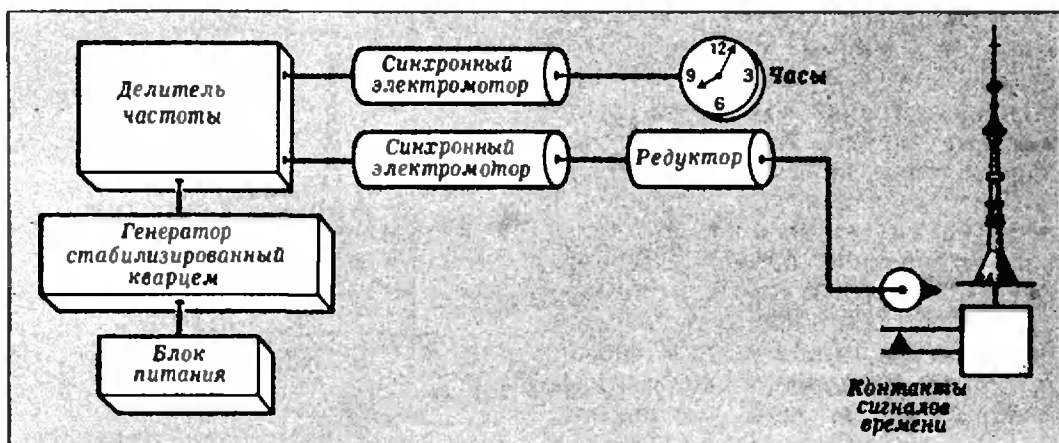 Делитель
частоты
Синхронный
электромотор
12
9 3
6
Часы
Синхронный
электромотор
Редуктор
Генератор
стабилизированный
кварцем
Блок
питания
Контакты
сигналов
времени